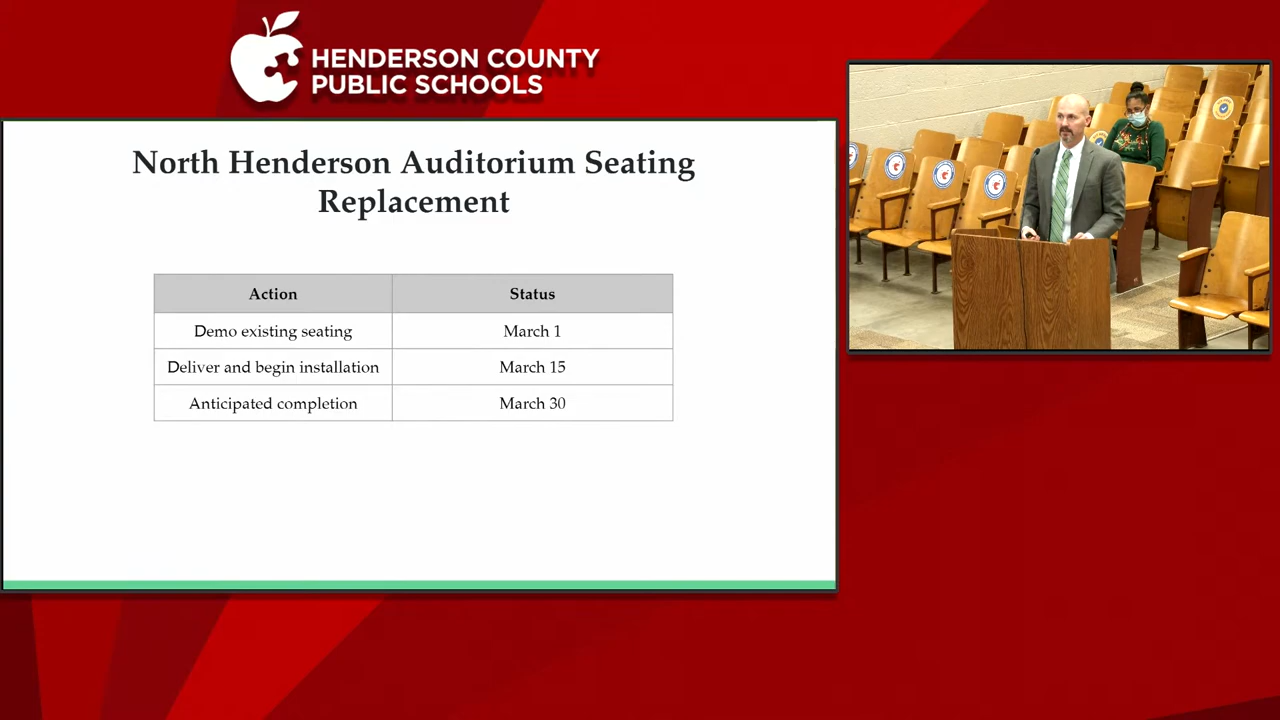 HENDERSON COUNTY
PUBLIC SCHOOLS
North Henderson Auditorium Seating
Replacement
Action Status
Demo existing seating March 1
Deliver and begin installation March 15
Anticipated completion March 30